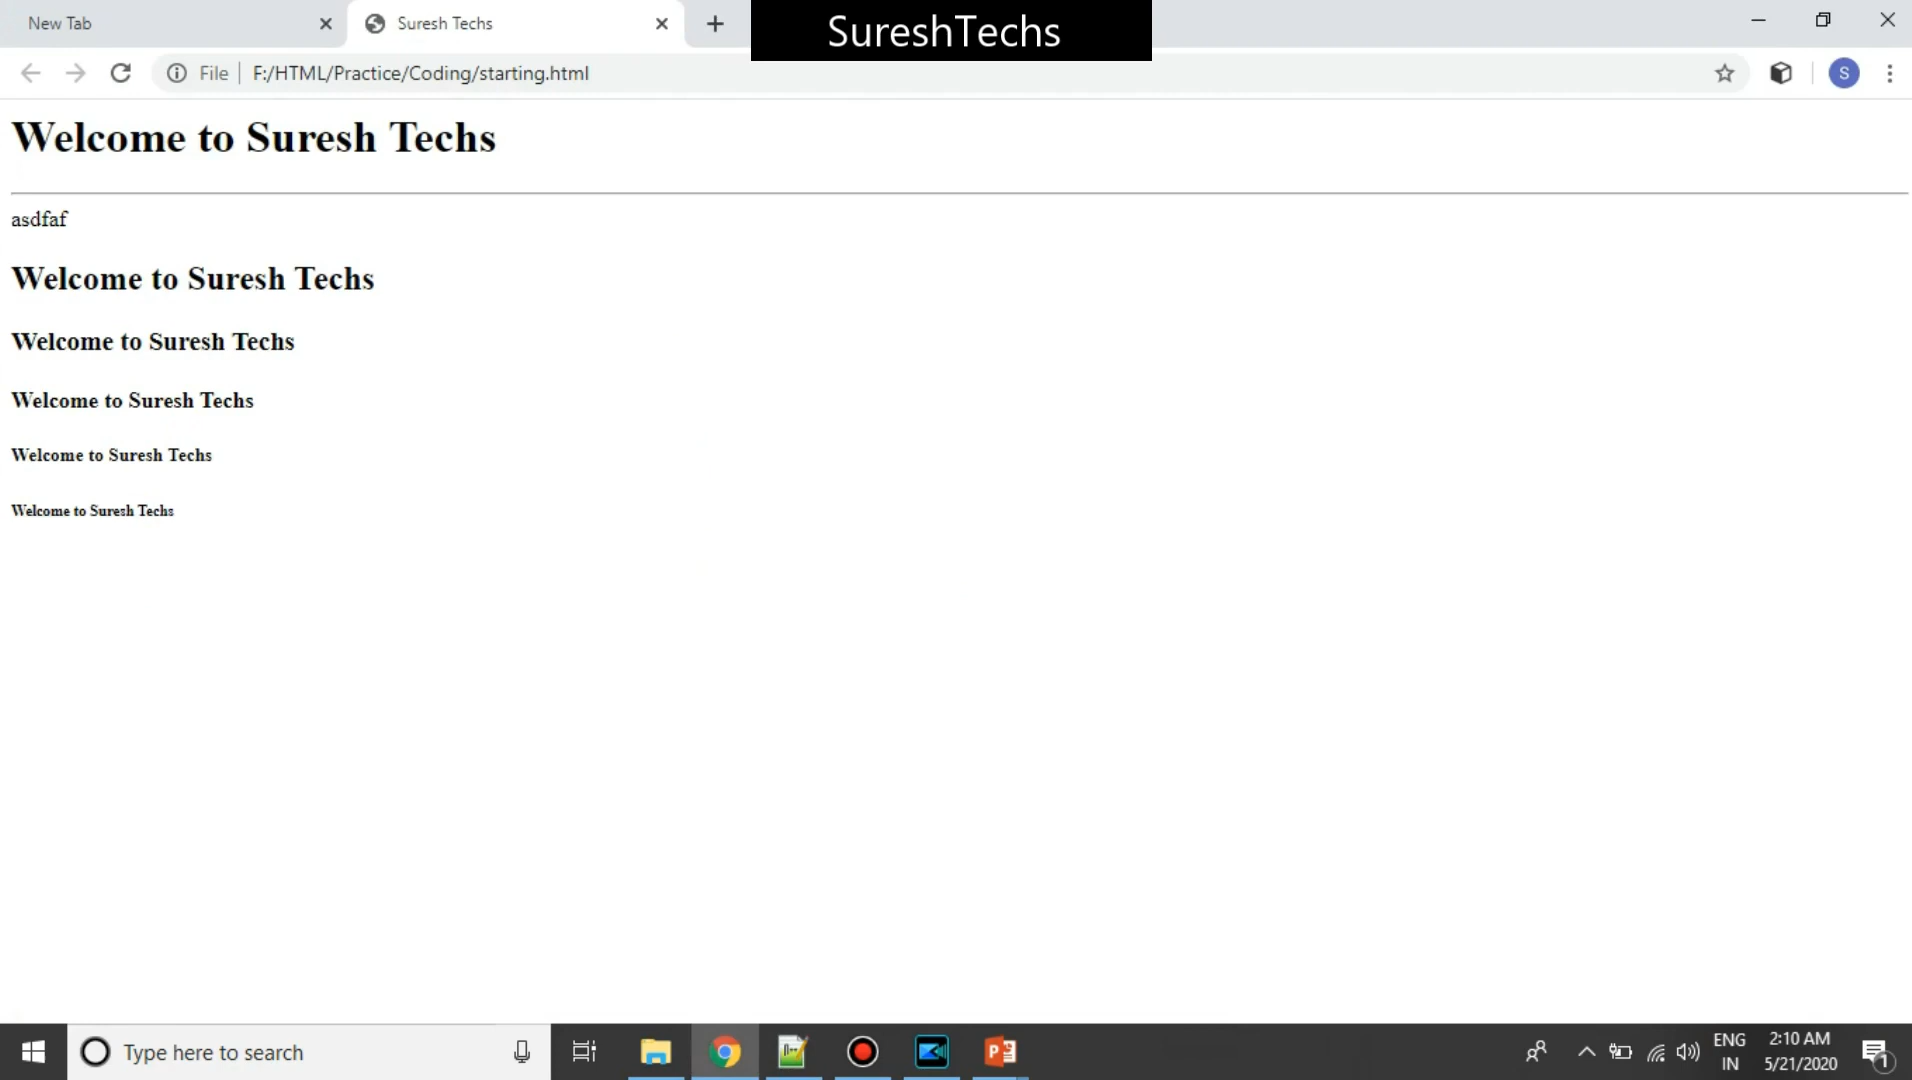 New Tab
Suresh Techs
SureshTechs
File
F:/HTML/Practice/Coding/starting.html
S
Welcome to Suresh Techs
asdfaf
Welcome to Suresh Techs
Welcome to Suresh Techs
Welcome to Suresh Techs
Welcome to Suresh Techs
Welcome to Suresh Techs
Type here to search
ENG
IN
2:10 AM
5/21/2020
1